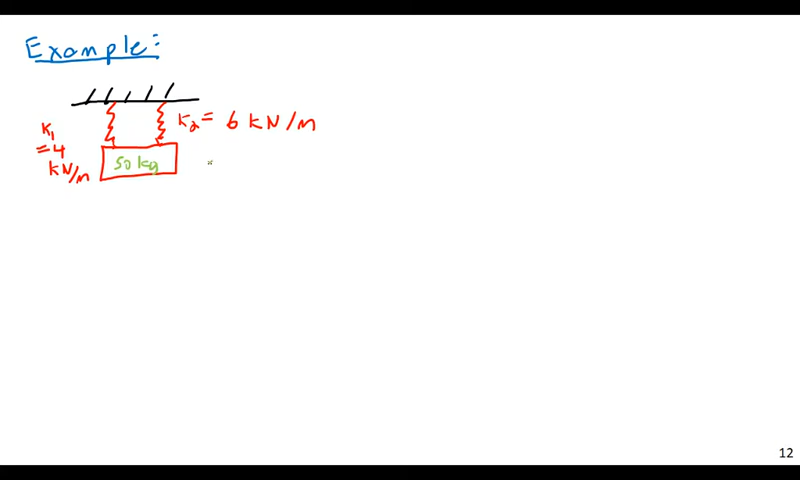 Example:
K₂ = 6 kN/m
K₁
= 4
kN/m
50 kg
12